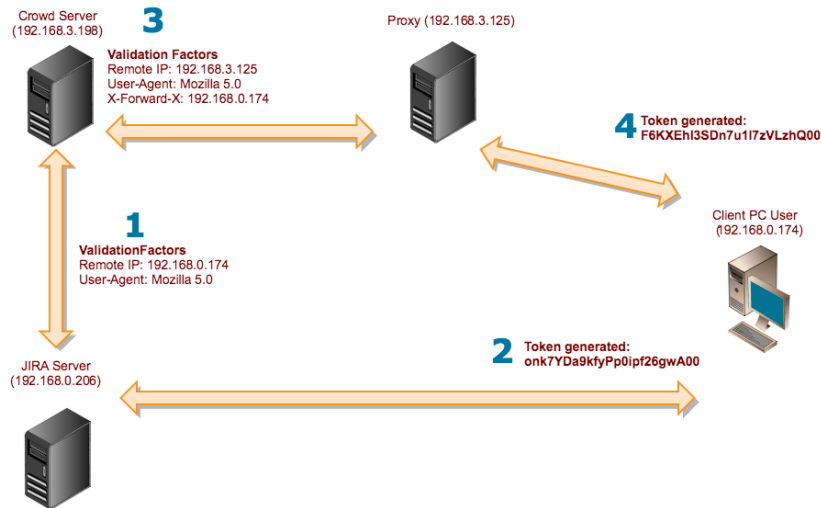 Crowd Server
(192.168.3.198)
3
Validation Factors
Remote IP: 192.168.3.125
User-Agent: Mozilla 5.0
X-Forward-X: 192.168.0.174
Proxy (192.168.3.125)
4
Token generated:
F6KXEhI3SDn7u1I7zVLzhQ00
Client PC User
(192.168.0.174)
1
ValidationFactors
Remote IP: 192.168.0.174
User-Agent: Mozilla 5.0
2
Token generated:
onk7YDa9kfyPp0ipf26gwA00
JIRA Server
(192.168.0.206)